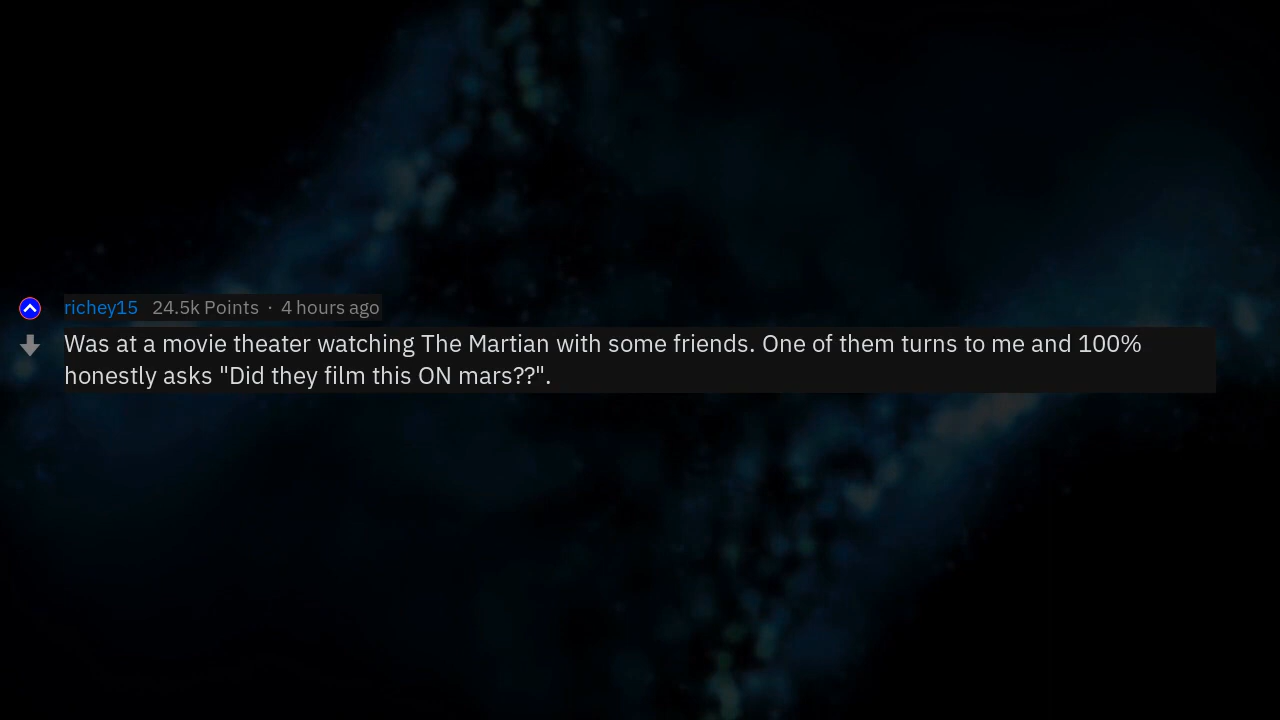 richey15 24.5k Points · 4 hours ago
Was at a movie theater watching The Martian with some friends. One of them turns to me and 100%
honestly asks "Did they film this ON mars??".